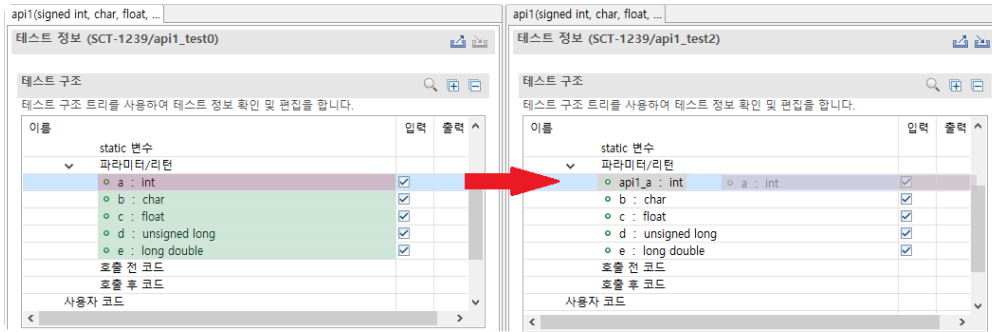 api1(signed int, char, float, ...
테스트 정보 (SCT-1239/api1_test0)
테스트 구조
테스트 구조 트리를 사용하여 테스트 정보 확인 및 편집을 합니다.
이름 입력 출력
static 변수
파라미터/리턴
a : int
b : char
c : float
d : unsigned long
e : long double
호출 전 코드
호출 후 코드
사용자 코드
api1(signed int, char, float, ...
테스트 정보 (SCT-1239/api1_test2)
테스트 구조
테스트 구조 트리를 사용하여 테스트 정보 확인 및 편집을 합니다.
이름 입력 출력
static 변수
파라미터/리턴
api1_a : int a : int
b : char
c : float
d : unsigned long
e : long double
호출 전 코드
호출 후 코드
사용자 코드